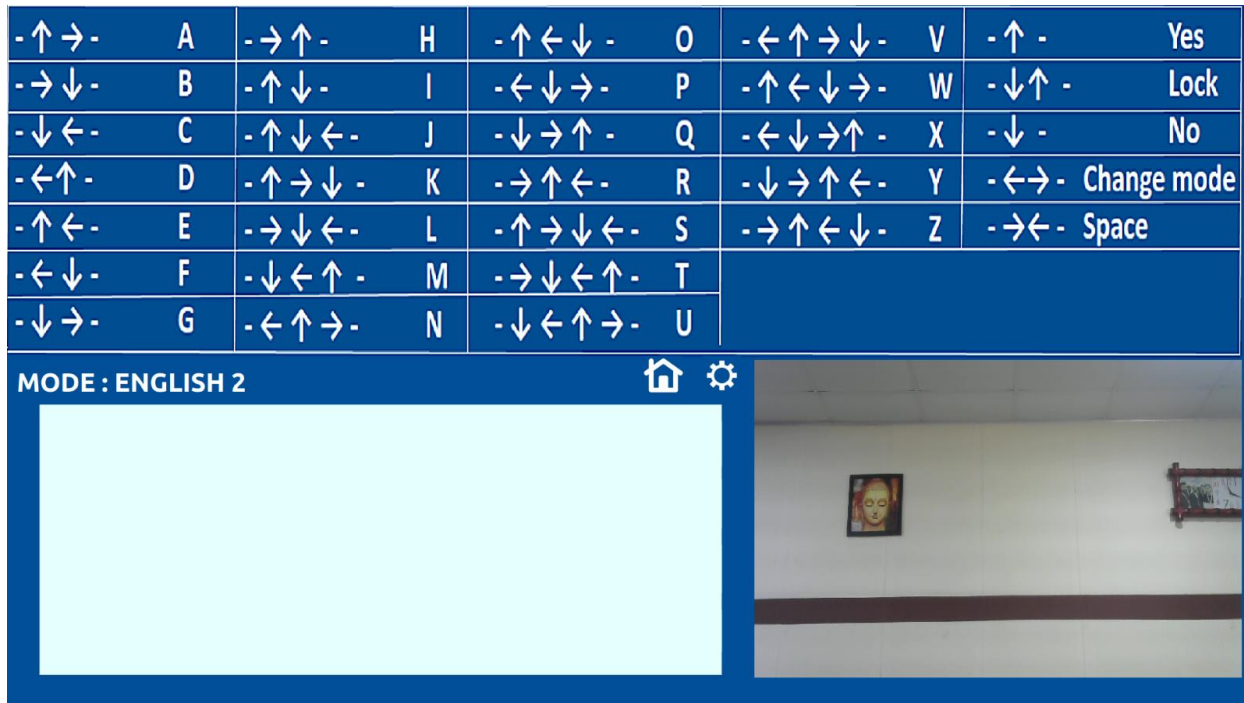 -↑→- A -→↑- H -↑←↓ - O -←↑→↓- V -↑ - Yes
-→↓- B -↑↓- I -←↓→- P -↑←↓→- W -↓↑ - Lock
-↓←- C -↑↓←- J -↓→↑ - Q -←↓→↑ - X -↓ - No
-←↑- D -↑→↓ - K -→↑←- R -↓→↑←- Y -←→- Change mode
-↑←- E -→↓←- L -↑→↓←- S -→↑←↓- Z -→←- Space
-←↓- F -↓←↑ - M -→↓←↑- T
-↓→- G -←↑→- N -↓←↑→- U
MODE : ENGLISH 2